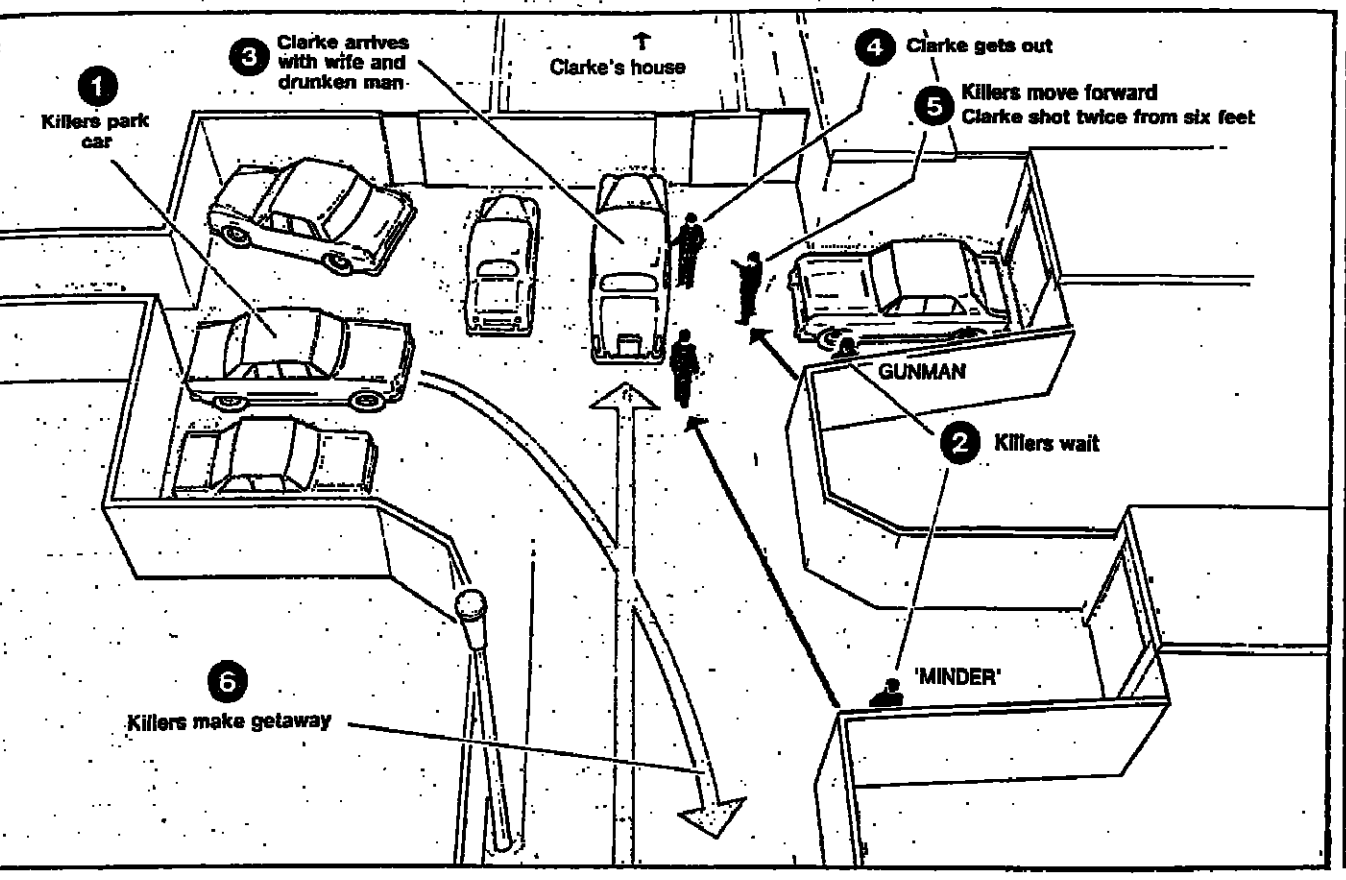 1
Killers park
car
3
Clarke arrives
with wife and
drunken man
↑
Clarke's house
4
Clarke gets out
5
Killers move forward
Clarke shot twice from six feet
GUNMAN
2
Killers wait
'MINDER'
6
Killers make getaway